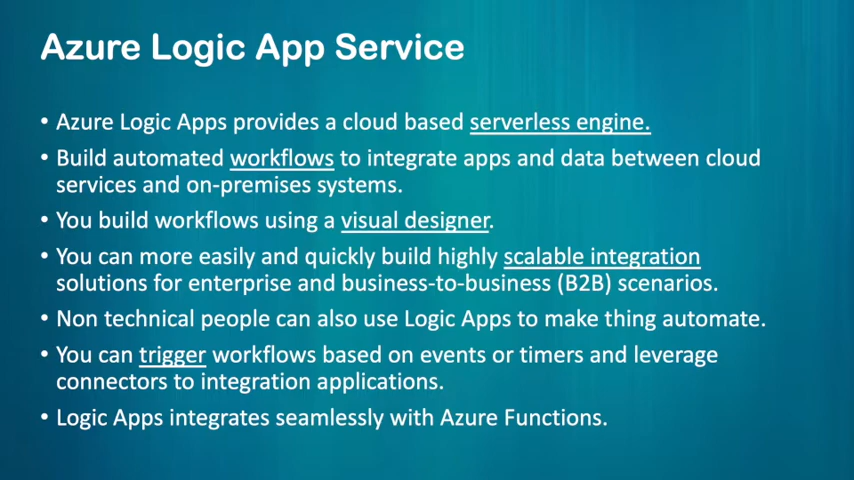 Azure Logic App Service
• Azure Logic Apps provides a cloud based serverless engine.
• Build automated workflows to integrate apps and data between cloud
services and on-premises systems.
• You build workflows using a visual designer.
• You can more easily and quickly build highly scalable integration
solutions for enterprise and business-to-business (B2B) scenarios.
• Non technical people can also use Logic Apps to make thing automate.
• You can trigger workflows based on events or timers and leverage
connectors to integration applications.
• Logic Apps integrates seamlessly with Azure Functions.